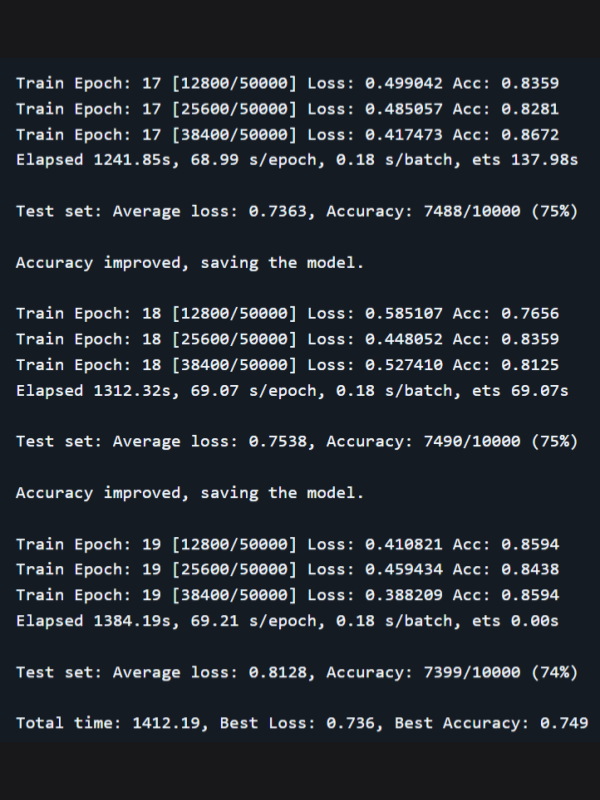 Train Epoch: 17 [12800/50000] Loss: 0.499042 Acc: 0.8359
Train Epoch: 17 [25600/50000] Loss: 0.485057 Acc: 0.8281
Train Epoch: 17 [38400/50000] Loss: 0.417473 Acc: 0.8672
Elapsed 1241.85s, 68.99 s/epoch, 0.18 s/batch, ets 137.98s
Test set: Average loss: 0.7363, Accuracy: 7488/10000 (75%)
Accuracy improved, saving the model.
Train Epoch: 18 [12800/50000] Loss: 0.585107 Acc: 0.7656
Train Epoch: 18 [25600/50000] Loss: 0.448052 Acc: 0.8359
Train Epoch: 18 [38400/50000] Loss: 0.527410 Acc: 0.8125
Elapsed 1312.32s, 69.07 s/epoch, 0.18 s/batch, ets 69.07s
Test set: Average loss: 0.7538, Accuracy: 7490/10000 (75%)
Accuracy improved, saving the model.
Train Epoch: 19 [12800/50000] Loss: 0.410821 Acc: 0.8594
Train Epoch: 19 [25600/50000] Loss: 0.459434 Acc: 0.8438
Train Epoch: 19 [38400/50000] Loss: 0.388209 Acc: 0.8594
Elapsed 1384.19s, 69.21 s/epoch, 0.18 s/batch, ets 0.00s
Test set: Average loss: 0.8128, Accuracy: 7399/10000 (74%)
Total time: 1412.19, Best Loss: 0.736, Best Accuracy: 0.749